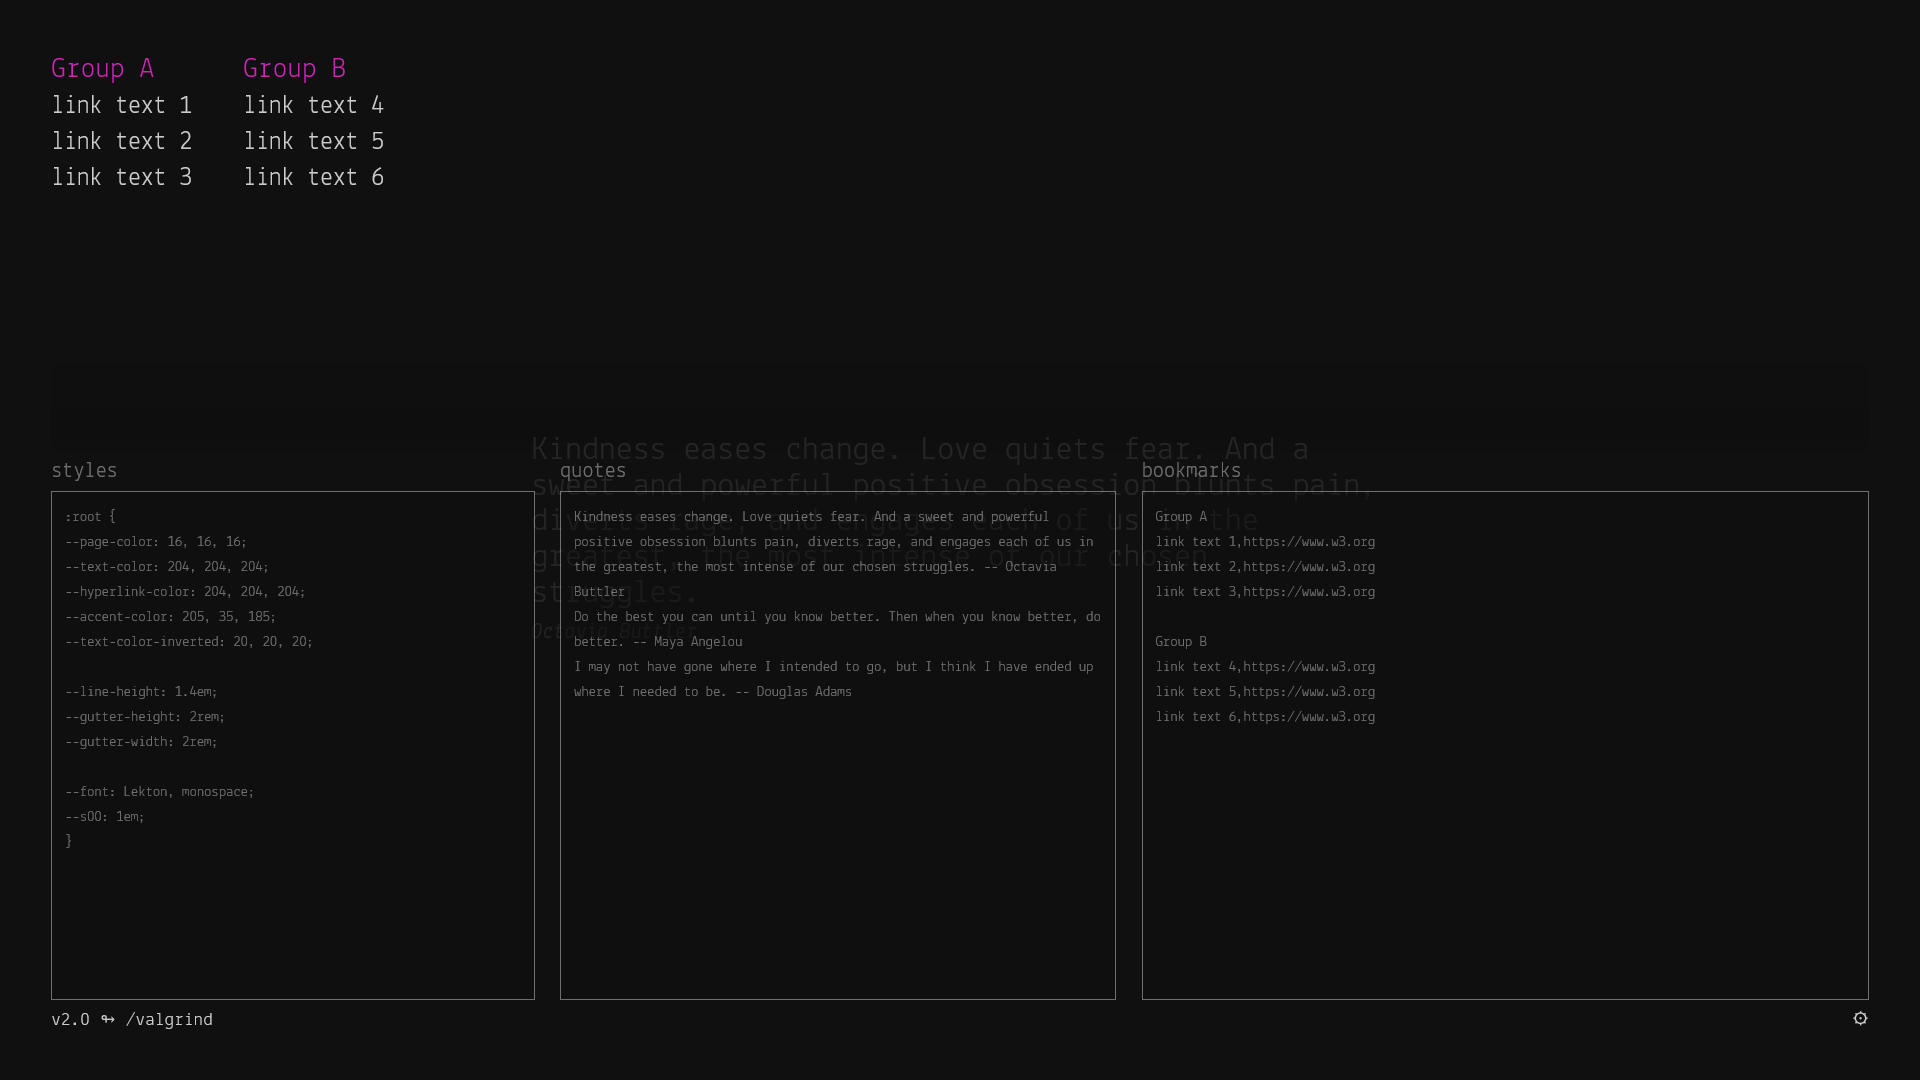 Group A
link text 1
link text 2
link text 3
Group B
link text 4
link text 5
link text 6
Kindness eases change. Love quiets fear. And a
sweet and powerful positive obsession blunts pain,
diverts rage, and engages each of us in the
greatest, the most intense of our chosen
struggles.
Octavia Buttler
styles
:root {
--page-color: 16, 16, 16;
--text-color: 204, 204, 204;
--hyperlink-color: 204, 204, 204;
--accent-color: 205, 35, 185;
--text-color-inverted: 20, 20, 20;
--line-height: 1.4em;
--gutter-height: 2rem;
--gutter-width: 2rem;
--font: Lekton, monospace;
--s00: 1em;
}
quotes
Kindness eases change. Love quiets fear. And a sweet and powerful
positive obsession blunts pain, diverts rage, and engages each of us in
the greatest, the most intense of our chosen struggles. -- Octavia
Buttler
Do the best you can until you know better. Then when you know better, do
better. -- Maya Angelou
I may not have gone where I intended to go, but I think I have ended up
where I needed to be. -- Douglas Adams
bookmarks
Group A
link text 1,https://www.w3.org
link text 2,https://www.w3.org
link text 3,https://www.w3.org
Group B
link text 4,https://www.w3.org
link text 5,https://www.w3.org
link text 6,https://www.w3.org
v2.0 ↬ /valgrind